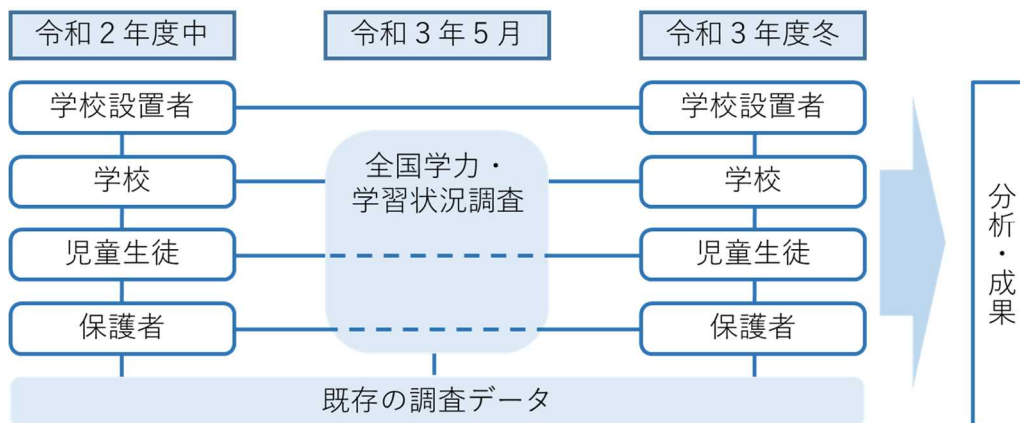 令和２年度中
令和３年５月
令和３年度冬
学校設置者
学校設置者
全国学力・
学習状況調査
学校
学校
児童生徒
児童生徒
保護者
保護者
既存の調査データ
分析・成果